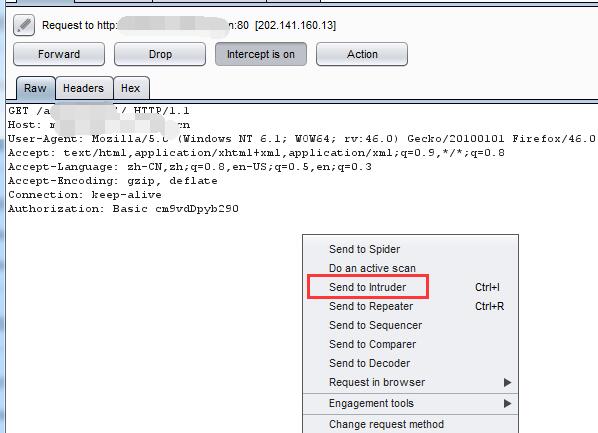 Request to http: n:80 [202.141.160.13]
Forward Drop Intercept is on Action
Raw Headers Hex
GET /a / HTTP/1.1
Host: m cn
User-Agent: Mozilla/5.0 (Windows NT 6.1; WOW64; rv:46.0) Gecko/20100101 Firefox/46.0
Accept: text/html,application/xhtml+xml,application/xml;q=0.9,*/*;q=0.8
Accept-Language: zh-CN,zh;q=0.8,en-US;q=0.5,en;q=0.3
Accept-Encoding: gzip, deflate
Connection: keep-alive
Authorization: Basic cm9vdDpyb290
Send to Spider
Do an active scan
Send to Intruder Ctrl+I
Send to Repeater Ctrl+R
Send to Sequencer
Send to Comparer
Send to Decoder
Request in browser
Engagement tools
Change request method